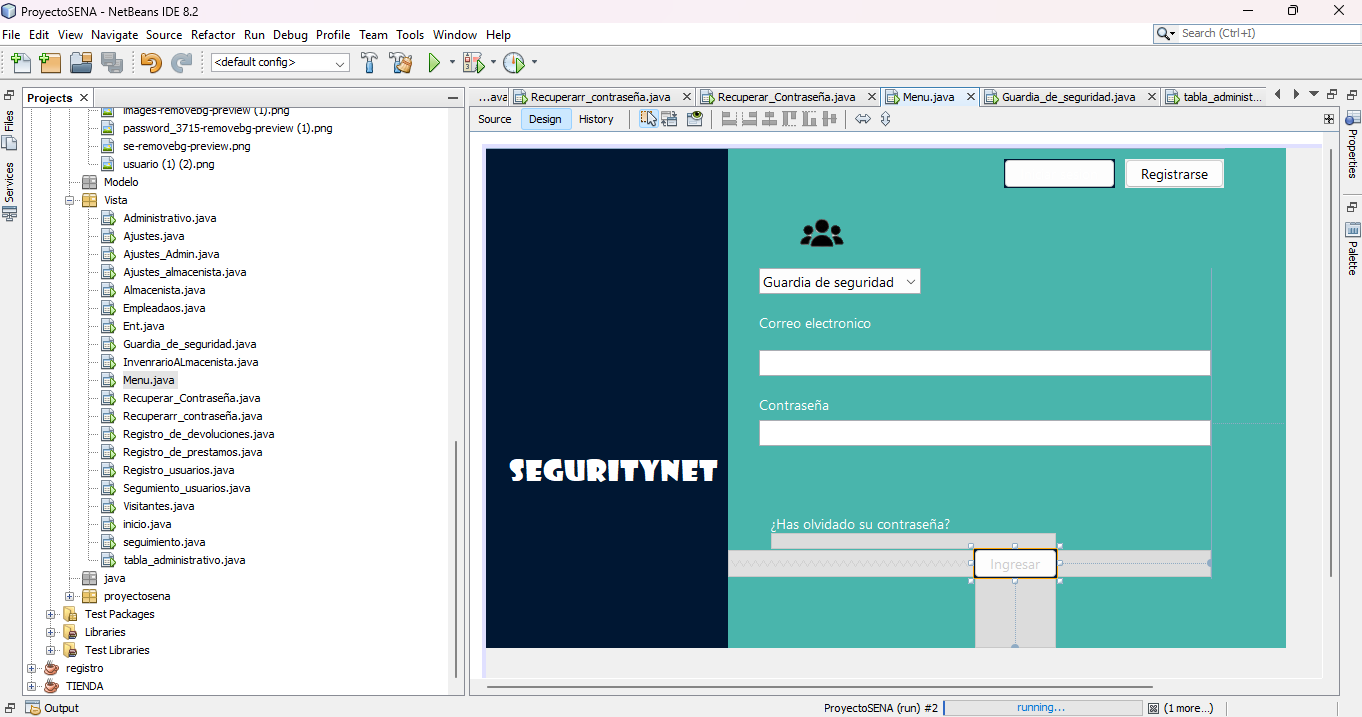 ProyectoSENA - NetBeans IDE 8.2
File Edit View Navigate Source Refactor Run Debug Profile Team Tools Window Help
Search (Ctrl+I)
<default config>
Projects
...ava
Recuperarr_contraseña.java
Recuperar_Contraseña.java
Menu.java
Guardia_de_seguridad.java
tabla_administ...
Source Design History
Files
Services
images-removebg-preview (1).png
password_3715-removebg-preview (1).png
se-removebg-preview.png
usuario (1) (2).png
Modelo
Vista
Administrativo.java
Ajustes.java
Ajustes_Admin.java
Ajustes_almacenista.java
Almacenista.java
Empleadaos.java
Ent.java
Guardia_de_seguridad.java
InvenrarioALmacenista.java
Menu.java
Recuperar_Contraseña.java
Recuperarr_contraseña.java
Registro_de_devoluciones.java
Registro_de_prestamos.java
Registro_usuarios.java
Segumiento_usuarios.java
Visitantes.java
inicio.java
seguimiento.java
tabla_administrativo.java
java
proyectosena
Test Packages
Libraries
Test Libraries
registro
TIENDA
SEGURITYNET
Registrarse
Guardia de seguridad
Correo electronico
Contraseña
¿Has olvidado su contraseña?
Ingresar
Properties
Palette
Output
ProyectoSENA (run) #2
running...
(1 more...)